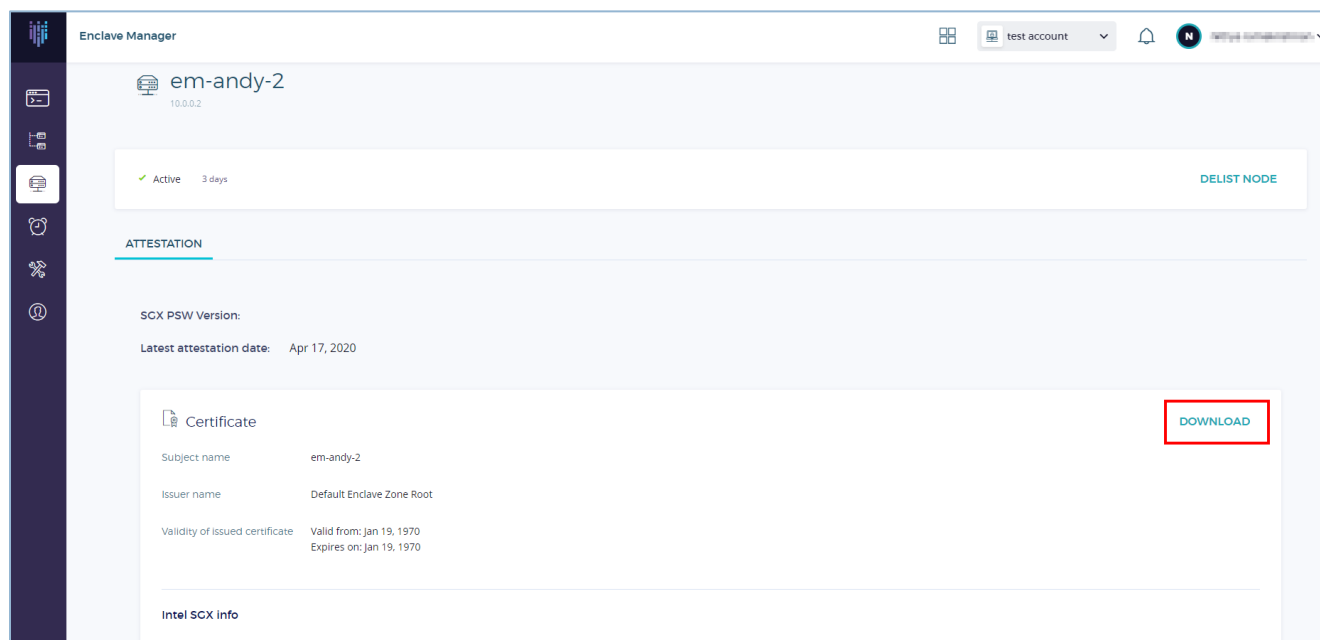 Enclave Manager
test account
N
em-andy-2
10.0.0.2
Active 3 days
DELIST NODE
ATTESTATION
SGX PSW Version:
Latest attestation date: Apr 17, 2020
Certificate
DOWNLOAD
Subject name em-andy-2
Issuer name Default Enclave Zone Root
Validity of issued certificate Valid from: Jan 19, 1970
Expires on: Jan 19, 1970
Intel SGX info